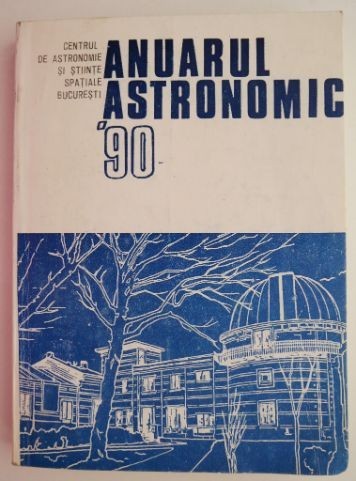 CENTRUL
DE ASTRONOMIE
ȘI ȘTIINȚE
SPAȚIALE
BUCUREȘTI
ANUARUL
ASTRONOMIC
'90